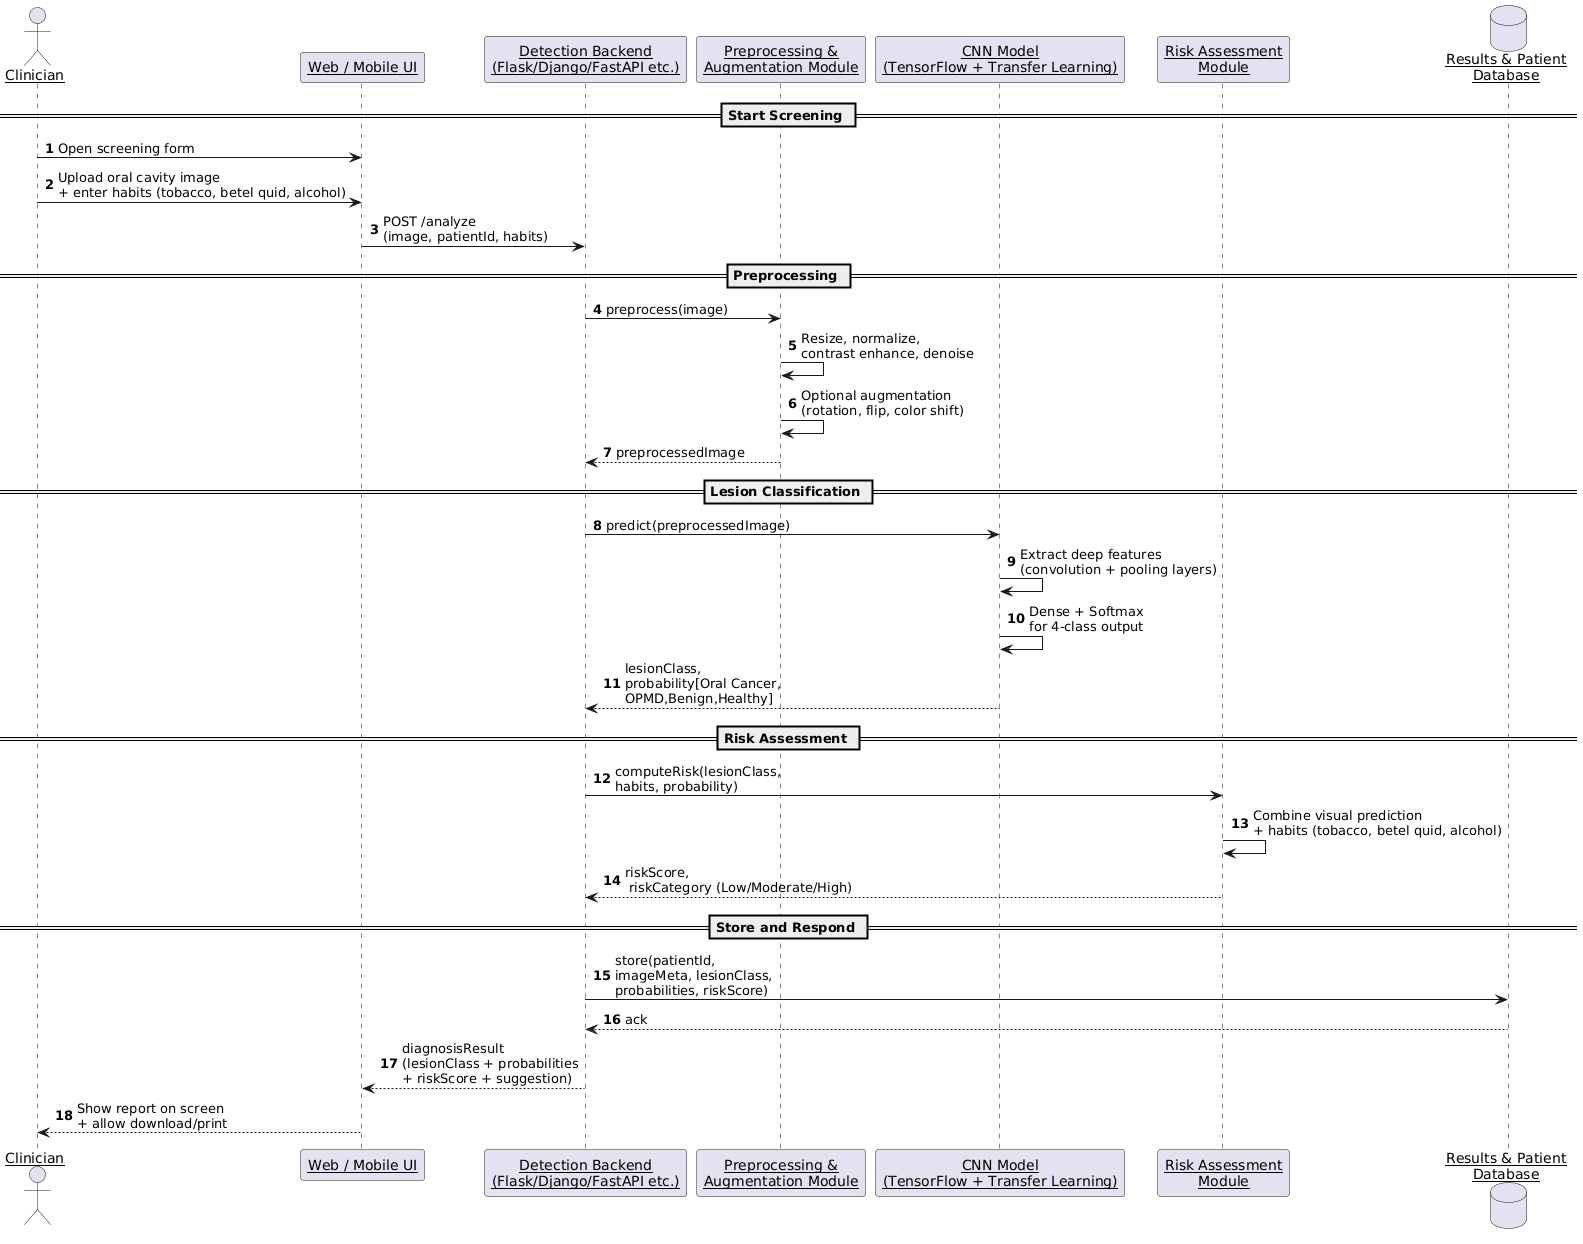 Clinician
Web / Mobile UI
Detection Backend
(Flask/Django/FastAPI etc.)
Preprocessing &
Augmentation Module
CNN Model
(TensorFlow + Transfer Learning)
Risk Assessment
Module
Results & Patient
Database
Start Screening
1 Open screening form
2 Upload oral cavity image
+ enter habits (tobacco, betel quid, alcohol)
3 POST /analyze
(image, patientId, habits)
Preprocessing
4 preprocess(image)
5 Resize, normalize,
contrast enhance, denoise
6 Optional augmentation
(rotation, flip, color shift)
7 preprocessedImage
Lesion Classification
8 predict(preprocessedImage)
9 Extract deep features
(convolution + pooling layers)
10 Dense + Softmax
for 4-class output
lesionClass,
11 probability[Oral Cancer,
OPMD,Benign,Healthy]
Risk Assessment
12 computeRisk(lesionClass,
habits, probability)
13 Combine visual prediction
+ habits (tobacco, betel quid, alcohol)
14 riskScore,
riskCategory (Low/Moderate/High)
Store and Respond
store(patientId,
15 imageMeta, lesionClass,
probabilities, riskScore)
16 ack
diagnosisResult
17 (lesionClass + probabilities
+ riskScore + suggestion)
18 Show report on screen
+ allow download/print
Clinician
Web / Mobile UI
Detection Backend
(Flask/Django/FastAPI etc.)
Preprocessing &
Augmentation Module
CNN Model
(TensorFlow + Transfer Learning)
Risk Assessment
Module
Results & Patient
Database